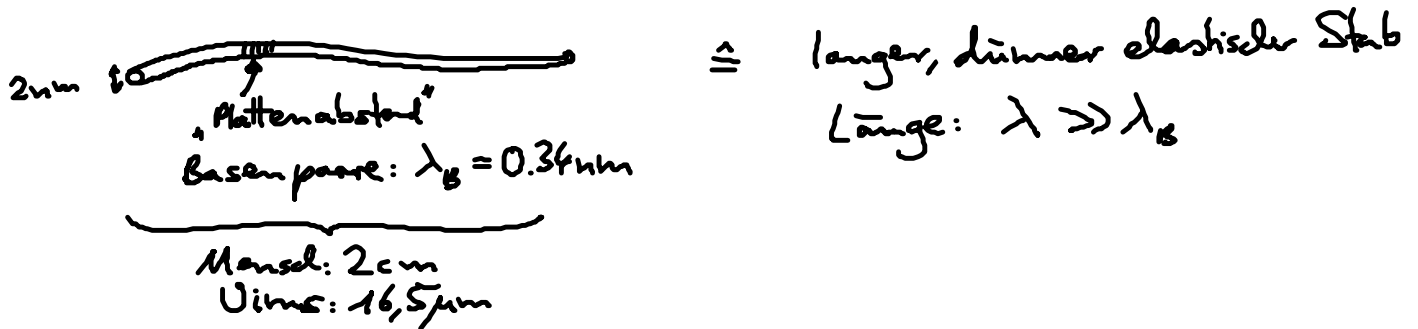 2nm
"Plattenabstand"
Basenpaare: λ_B = 0.34nm
Mensch: 2cm
Virus: 16,5μm
≙ langer, dünner elastischer Stab
Länge: λ ≫ λ_B